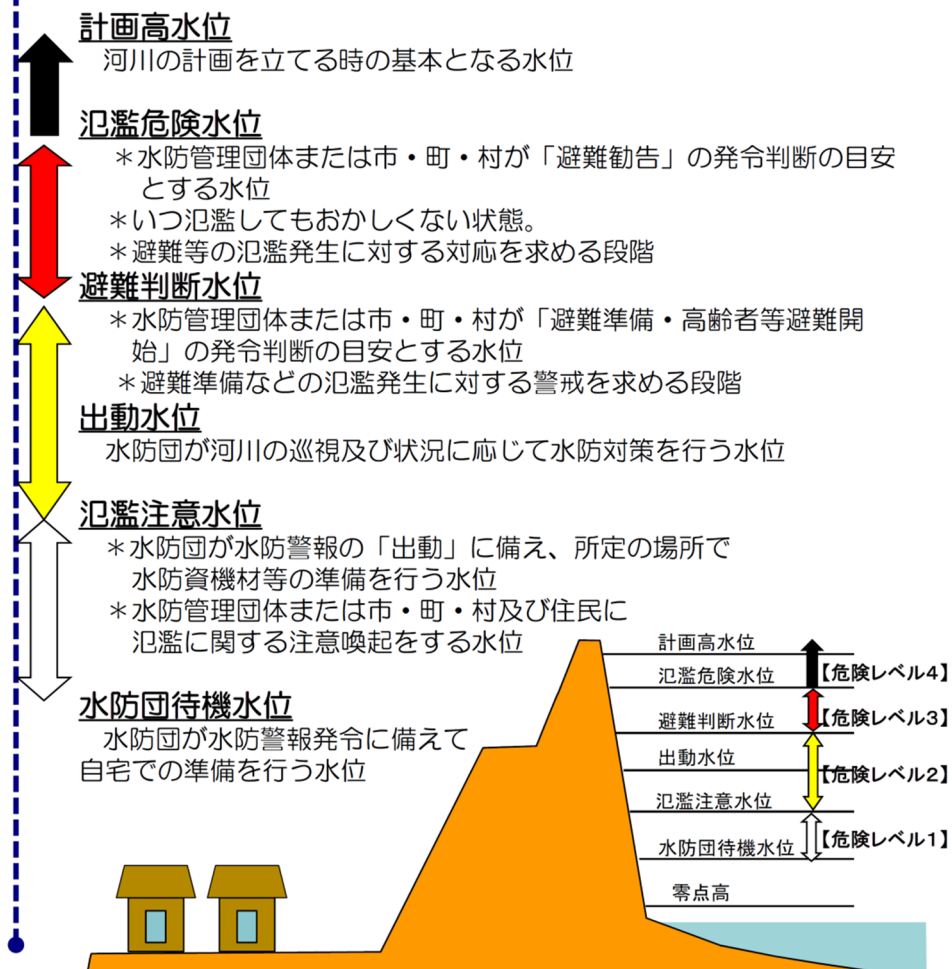 計画高水位
河川の計画を立てる時の基本となる水位
氾濫危険水位
＊水防管理団体または市・町・村が「避難勧告」の発令判断の目安
とする水位
＊いつ氾濫してもおかしくない状態。
＊避難等の氾濫発生に対する対応を求める段階
避難判断水位
＊水防管理団体または市・町・村が「避難準備・高齢者等避難開
始」の発令判断の目安とする水位
＊避難準備などの氾濫発生に対する警戒を求める段階
出動水位
水防団が河川の巡視及び状況に応じて水防対策を行う水位
氾濫注意水位
＊水防団が水防警報の「出動」に備え、所定の場所で
水防資機材等の準備を行う水位
＊水防管理団体または市・町・村及び住民に
氾濫に関する注意喚起をする水位
水防団待機水位
水防団が水防警報発令に備えて
自宅での準備を行う水位
計画高水位
氾濫危険水位
【危険レベル4】
避難判断水位
【危険レベル3】
出動水位
【危険レベル2】
氾濫注意水位
水防団待機水位
【危険レベル1】
零点高